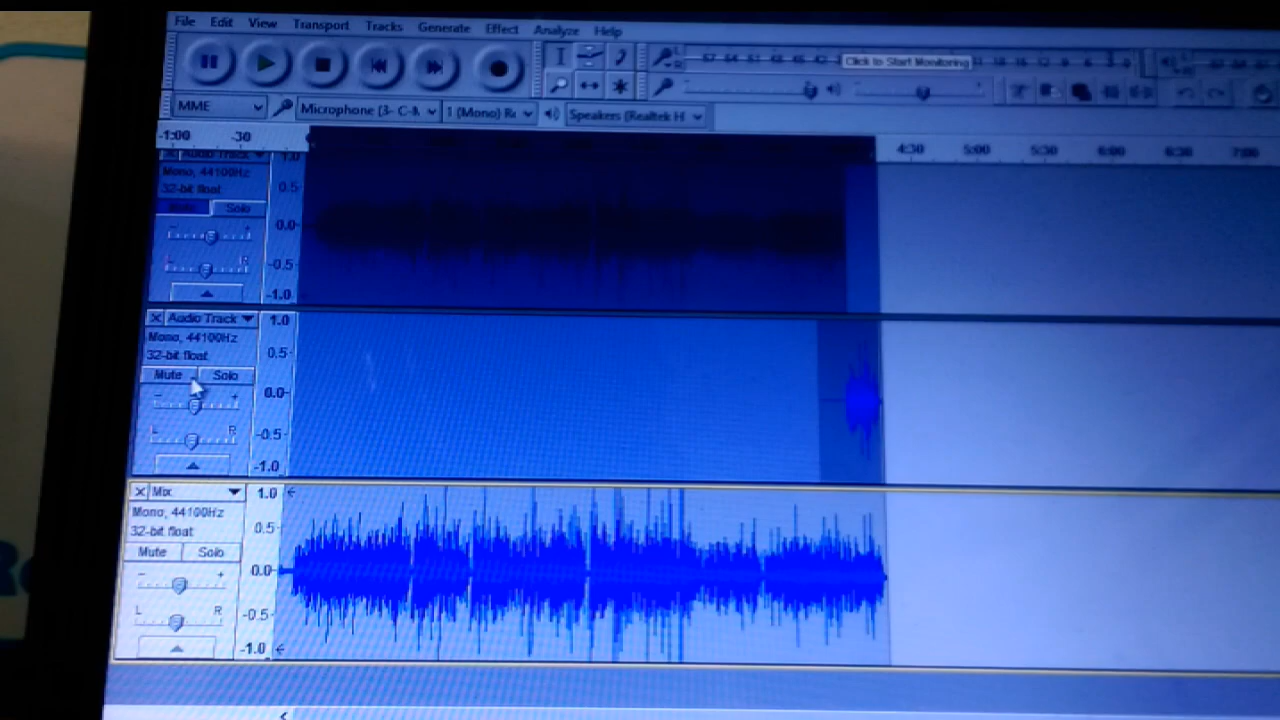 File Edit View Transport Tracks Generate Effect Analyze Help
Click to Start Monitoring
MME Microphone (3- C-M 1 (Mono) Re Speakers (Realtek H
-1:00 -30 4:30 5:00 5:30 6:00 6:30 7:00
X Audio Track 1.0
Mono, 44100Hz
32-bit float 0.5
Mute Solo
- + 0.0
L R -0.5
-1.0
X Audio Track 1.0
Mono, 44100Hz
32-bit float 0.5
Mute Solo
- + 0.0
L R -0.5
-1.0
X Mix 1.0
Mono, 44100Hz
32-bit float 0.5
Mute Solo
- + 0.0
L R -0.5
-1.0